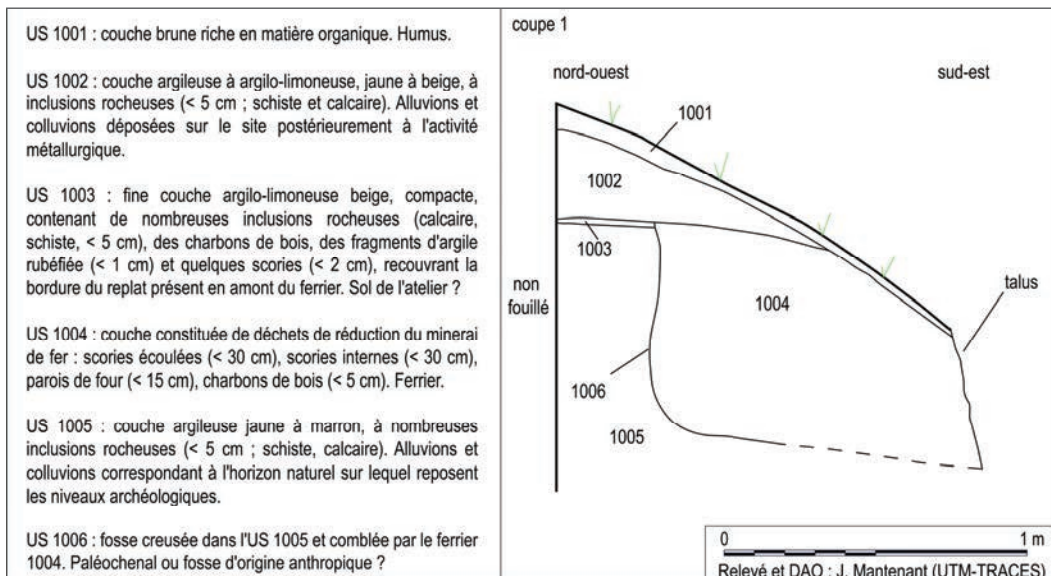 US 1001 : couche brune riche en matière organique. Humus.
US 1002 : couche argileuse à argilo-limoneuse, jaune à beige, à
inclusions rocheuses (< 5 cm ; schiste et calcaire). Alluvions et
colluvions déposées sur le site postérieurement à l'activité
métallurgique.
US 1003 : fine couche argilo-limoneuse beige, compacte,
contenant de nombreuses inclusions rocheuses (calcaire,
schiste, < 5 cm), des charbons de bois, des fragments d'argile
rubéfiée (< 1 cm) et quelques scories (< 2 cm), recouvrant la
bordure du replat présent en amont du ferrier. Sol de l'atelier ?
US 1004 : couche constituée de déchets de réduction du minerai
de fer : scories écoulées (< 30 cm), scories internes (< 30 cm),
parois de four (< 15 cm), charbons de bois (< 5 cm). Ferrier.
US 1005 : couche argileuse jaune à marron, à nombreuses
inclusions rocheuses (< 5 cm ; schiste, calcaire). Alluvions et
colluvions correspondant à l'horizon naturel sur lequel reposent
les niveaux archéologiques.
US 1006 : fosse creusée dans l'US 1005 et comblée par le ferrier
1004. Paléochenal ou fosse d'origine anthropique ?
coupe 1
nord-ouest
sud-est
1001
1002
1003
non
fouillé
1004
talus
1006
1005
0
1 m
Relevé et DAO : J. Mantenant (UTM-TRACES)